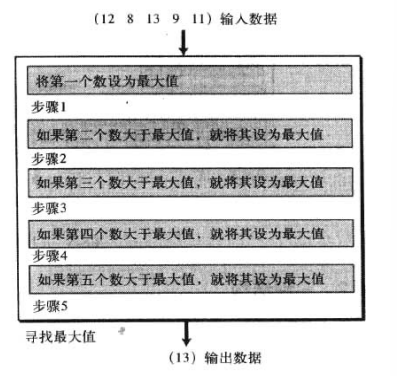 (12 8 13 9 11) 输入数据
将第一个数设为最大值
步骤1
如果第二个数大于最大值，就将其设为最大值
步骤2
如果第三个数大于最大值，就将其设为最大值
步骤3
如果第四个数大于最大值，就将其设为最大值
步骤4
如果第五个数大于最大值，就将其设为最大值
步骤5
寻找最大值
(13) 输出数据